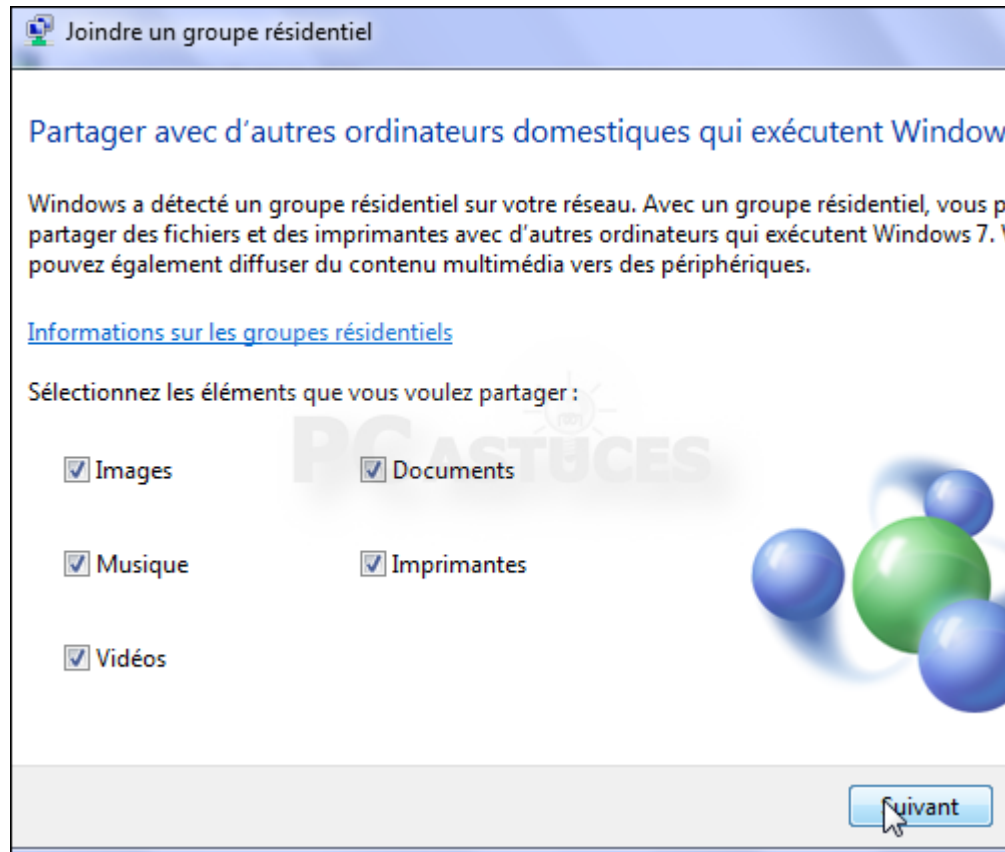 Joindre un groupe résidentiel
Partager avec d'autres ordinateurs domestiques qui exécutent Window
Windows a détecté un groupe résidentiel sur votre réseau. Avec un groupe résidentiel, vous p
partager des fichiers et des imprimantes avec d'autres ordinateurs qui exécutent Windows 7.
pouvez également diffuser du contenu multimédia vers des périphériques.
Informations sur les groupes résidentiels
Sélectionnez les éléments que vous voulez partager :
PC ASTUCES
Images Documents
Musique Imprimantes
Vidéos
Suivant